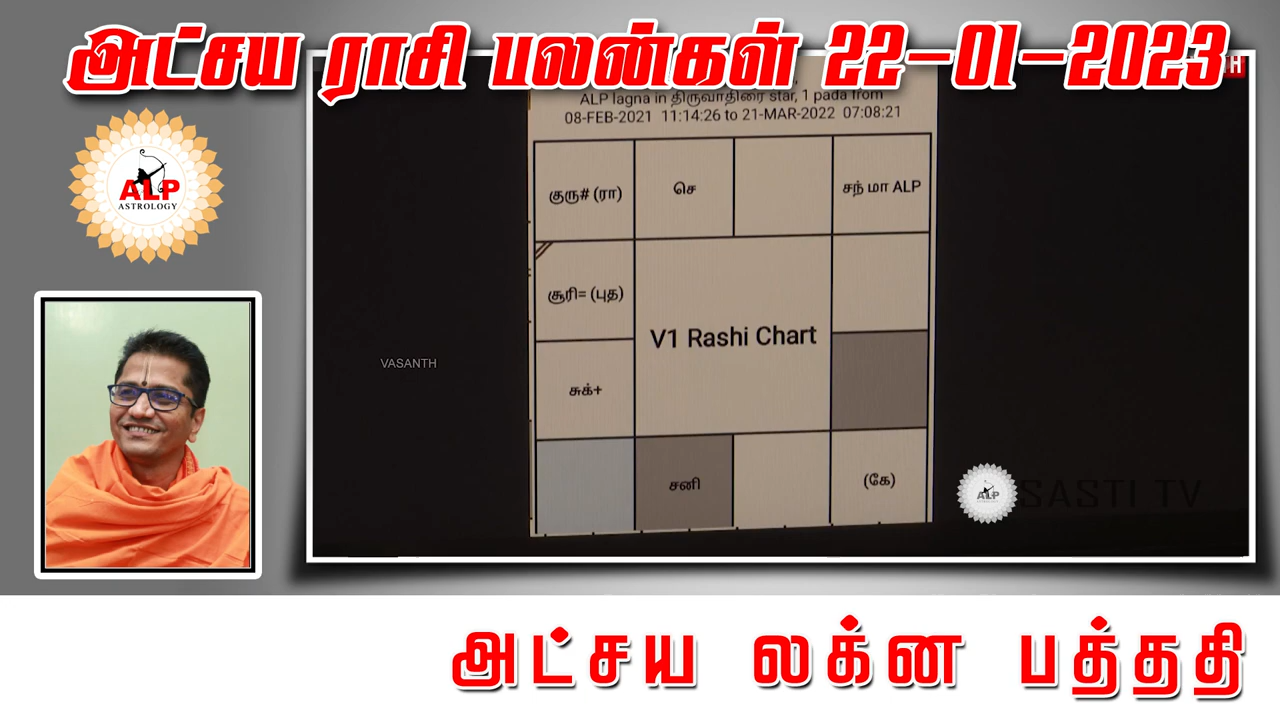 அட்சய ராசி பலன்கள் 22-01-2023
ALP
ASTROLOGY
ALP lagna in திருவாதிரை star, 1 pada from
08-FEB-2021 11:14:26 to 21-MAR-2022 07:08:21
குரு# (ரா)
செ
சந் மா ALP
சூரி= (புத)
V1 Rashi Chart
சுக்+
சனி
(கே)
VASANTH
ALP
SASTI TV
அட்சய லக்ன பத்ததி